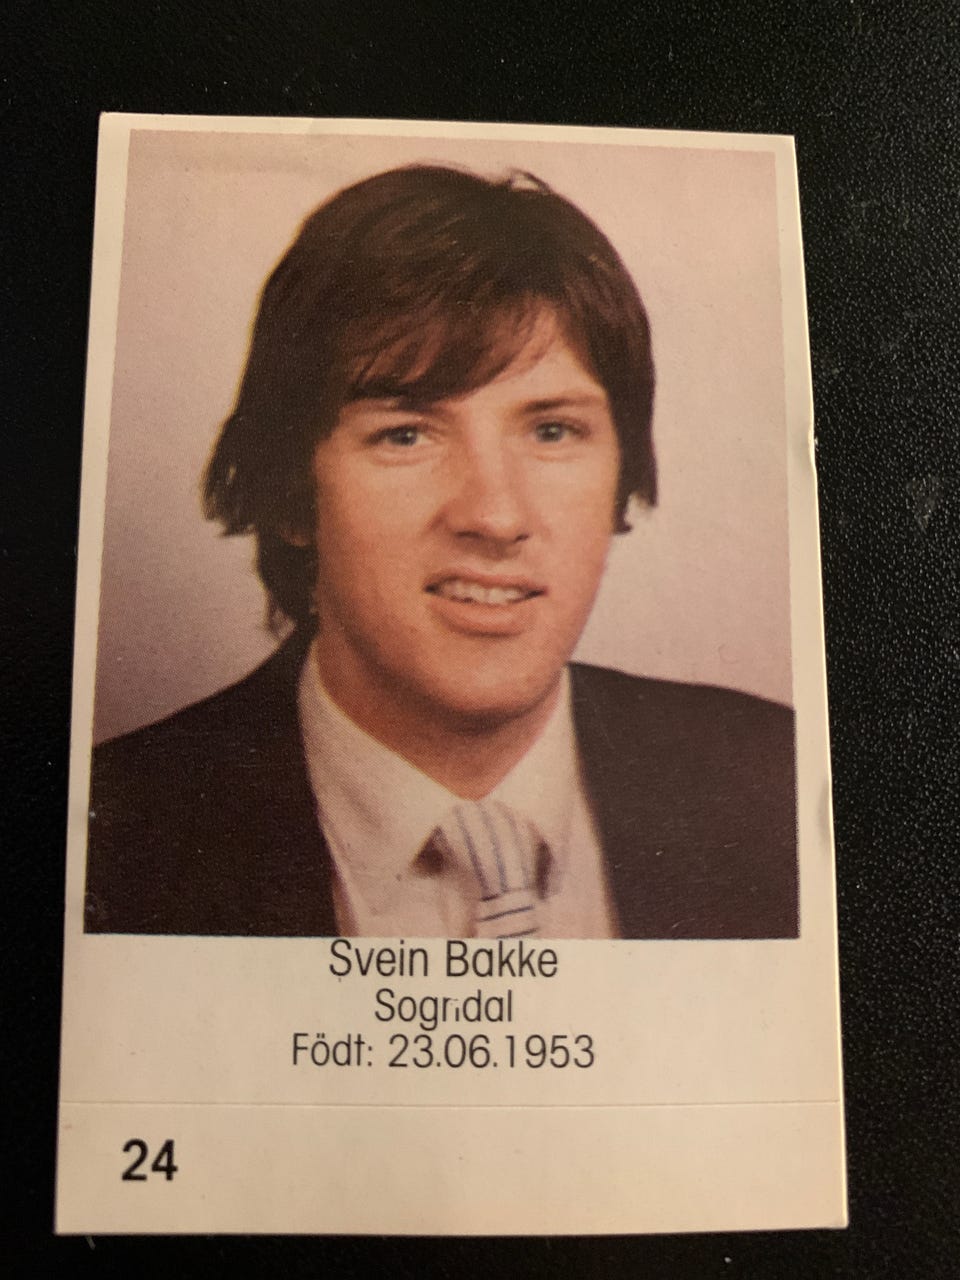 Svein Bakke
Sogndal
Födt: 23.06.1953
24